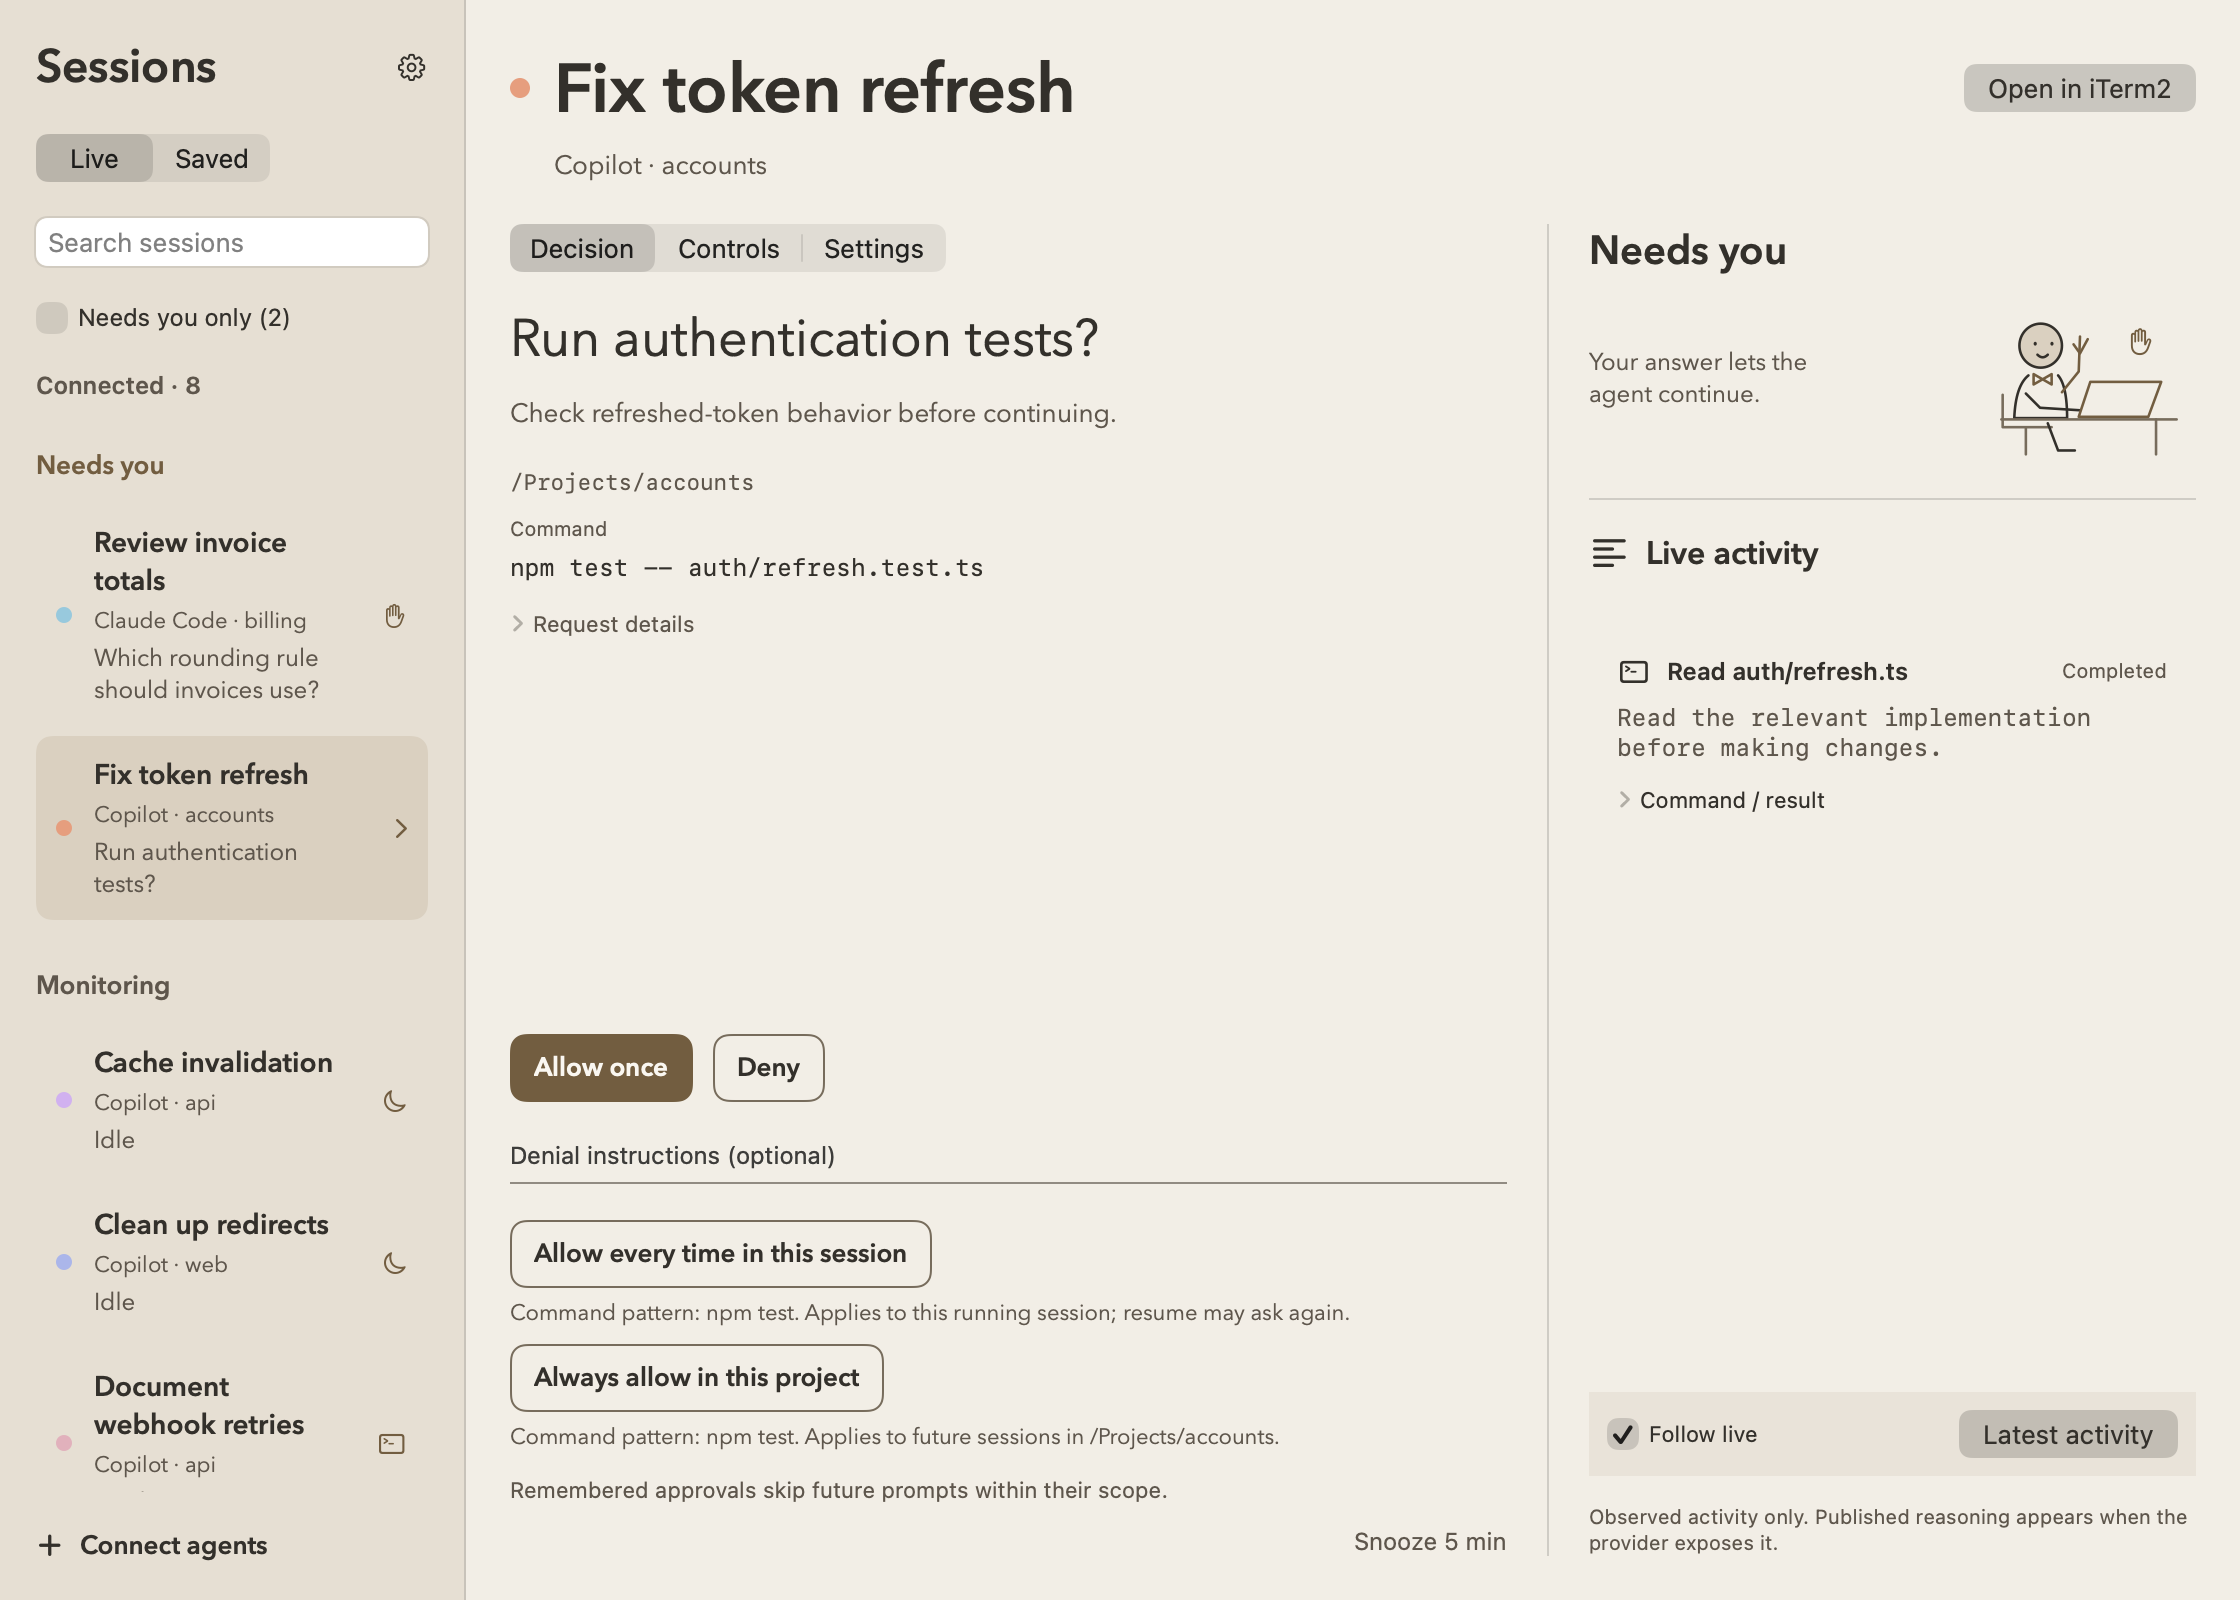 Sessions
Live
Saved
Search sessions
Needs you only (2)
Connected · 8
Needs you
Review invoice
totals
Claude Code · billing
Which rounding rule
should invoices use?
Fix token refresh
Copilot · accounts
Run authentication
tests?
Monitoring
Cache invalidation
Copilot · api
Idle
Clean up redirects
Copilot · web
Idle
Document
webhook retries
Copilot · api
Connect agents
Fix token refresh
Open in iTerm2
Copilot · accounts
Decision
Controls
Settings
Run authentication tests?
Check refreshed-token behavior before continuing.
/Projects/accounts
Command
npm test -- auth/refresh.test.ts
Request details
Allow once
Deny
Denial instructions (optional)
Allow every time in this session
Command pattern: npm test. Applies to this running session; resume may ask again.
Always allow in this project
Command pattern: npm test. Applies to future sessions in /Projects/accounts.
Remembered approvals skip future prompts within their scope.
Snooze 5 min
Needs you
Your answer lets the
agent continue.
Live activity
Read auth/refresh.ts
Completed
Read the relevant implementation
before making changes.
Command / result
Follow live
Latest activity
Observed activity only. Published reasoning appears when the
provider exposes it.